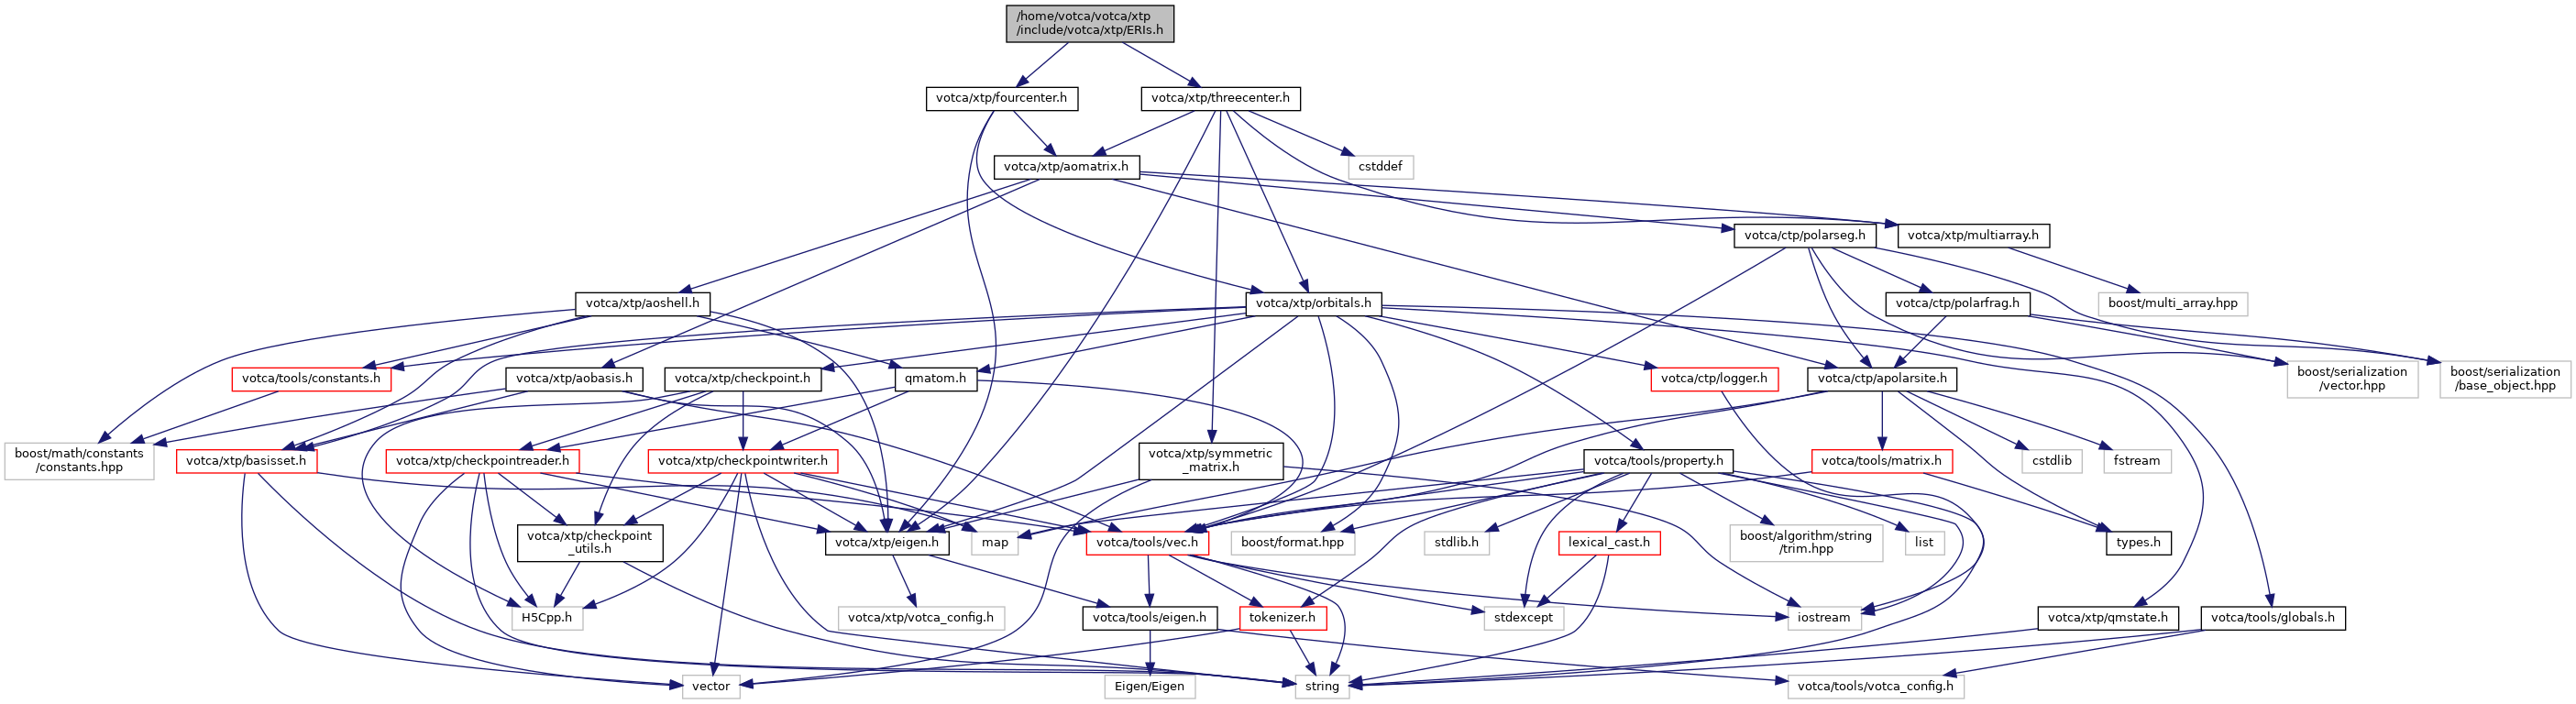 /home/votca/votca/xtp
/include/votca/xtp/ERIs.h
votca/xtp/fourcenter.h
votca/xtp/threecenter.h
votca/xtp/aomatrix.h
cstddef
votca/ctp/polarseg.h
votca/xtp/multiarray.h
votca/xtp/aoshell.h
votca/xtp/orbitals.h
votca/ctp/polarfrag.h
boost/multi_array.hpp
votca/tools/constants.h
votca/xtp/aobasis.h
votca/xtp/checkpoint.h
qmatom.h
votca/ctp/logger.h
votca/ctp/apolarsite.h
boost/serialization
/vector.hpp
boost/serialization
/base_object.hpp
boost/math/constants
/constants.hpp
votca/xtp/basisset.h
votca/xtp/checkpointreader.h
votca/xtp/checkpointwriter.h
votca/xtp/symmetric
_matrix.h
votca/tools/property.h
votca/tools/matrix.h
cstdlib
fstream
votca/xtp/checkpoint
_utils.h
votca/xtp/eigen.h
map
votca/tools/vec.h
boost/format.hpp
stdlib.h
lexical_cast.h
boost/algorithm/string
/trim.hpp
list
types.h
H5Cpp.h
votca/xtp/votca_config.h
votca/tools/eigen.h
tokenizer.h
stdexcept
iostream
votca/xtp/qmstate.h
votca/tools/globals.h
vector
Eigen/Eigen
string
votca/tools/votca_config.h